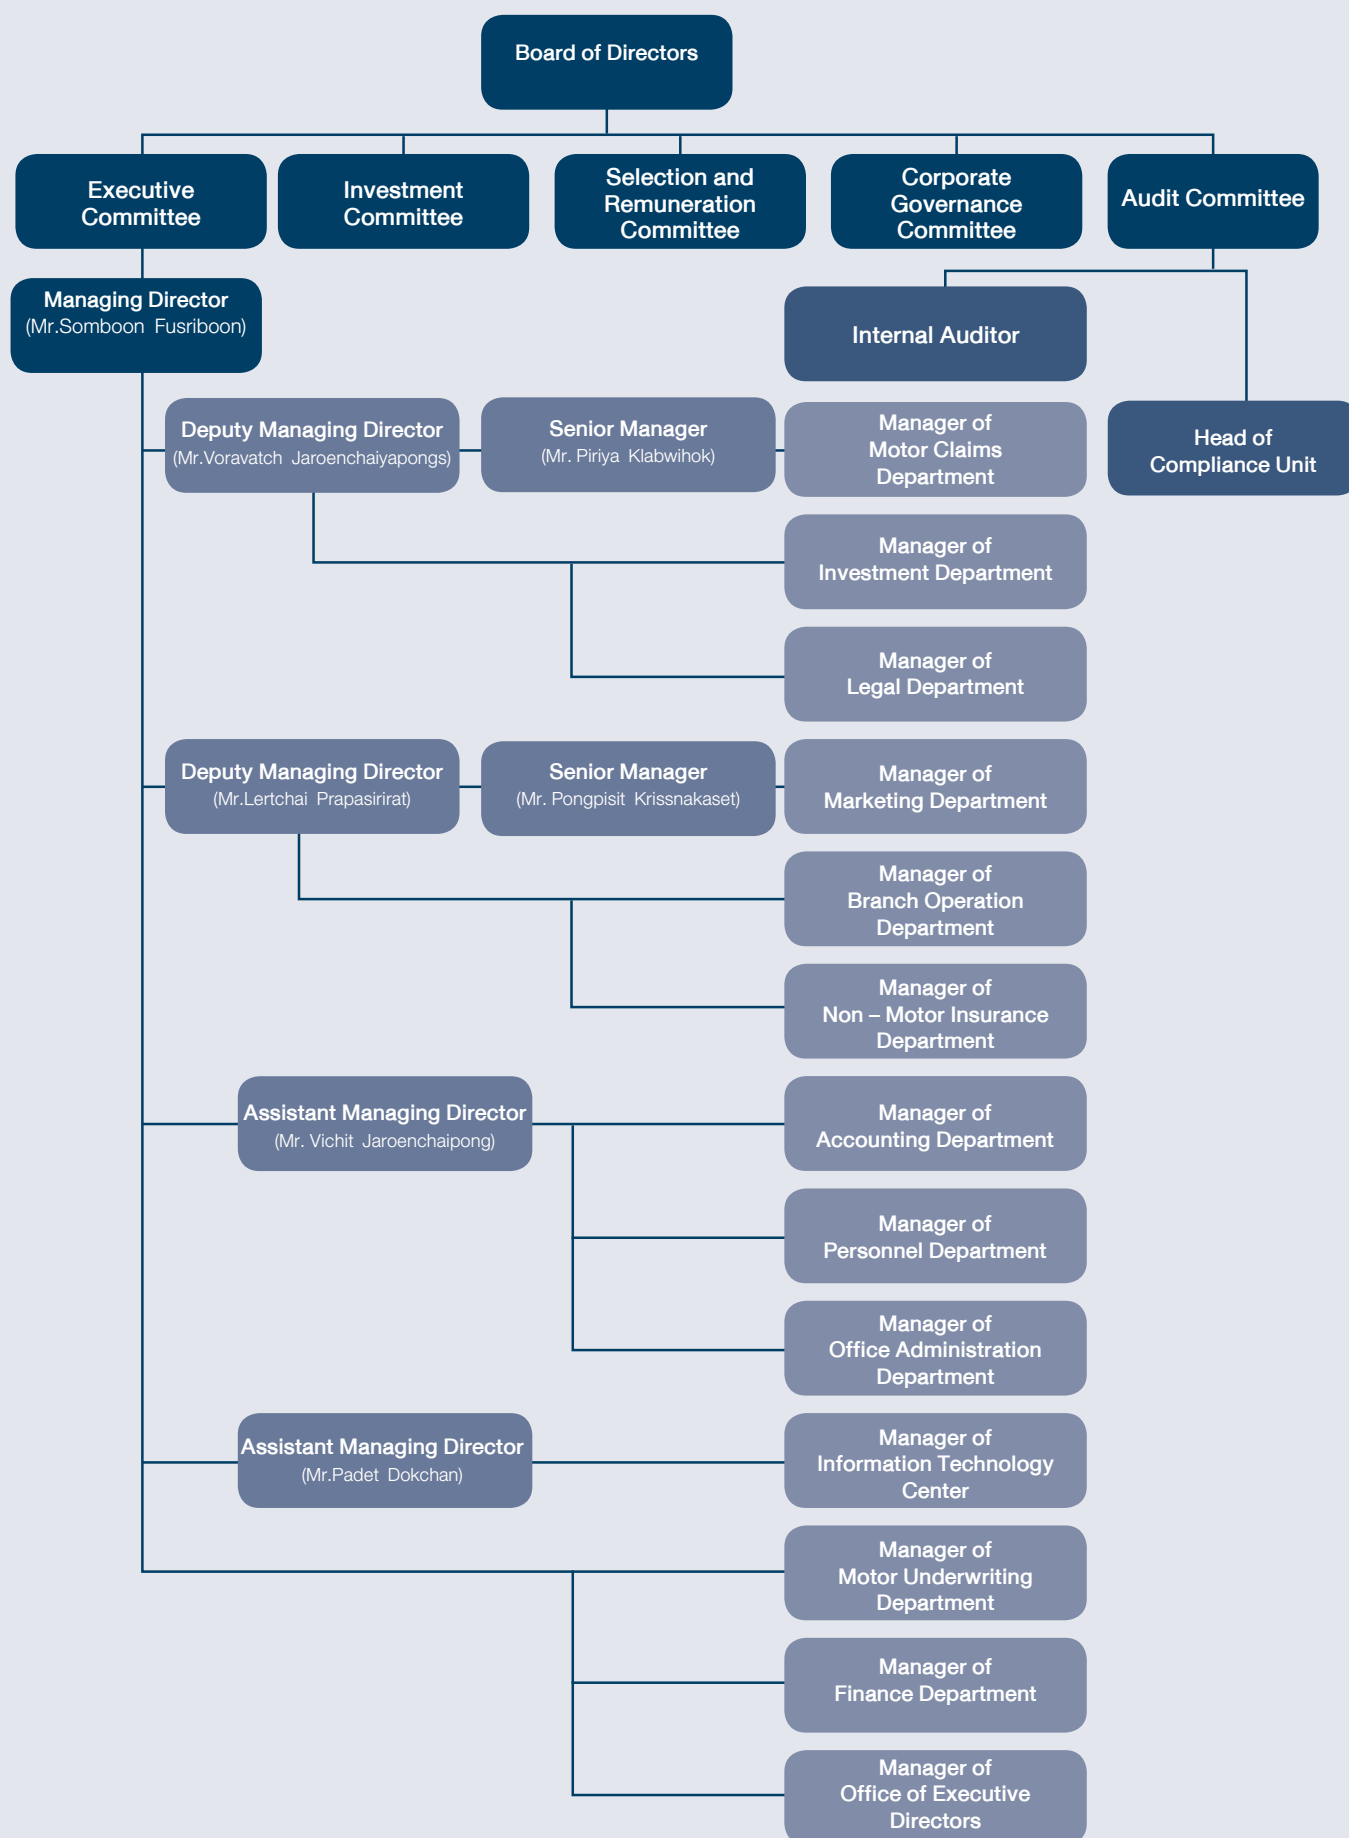 Board of Directors
Executive
Committee
Investment
Committee
Selection and
Remuneration
Committee
Corporate
Governance
Committee
Audit Committee
Managing Director
(Mr.Somboon Fusriboon)
Internal Auditor
Head of
Compliance Unit
Deputy Managing Director
(Mr.Voravatch Jaroenchaiyapongs)
Senior Manager
(Mr. Piriya Klabwihok)
Manager of
Motor Claims
Department
Manager of
Investment Department
Manager of
Legal Department
Deputy Managing Director
(Mr.Lertchai Prapasirirat)
Senior Manager
(Mr. Pongpisit Krissnakaset)
Manager of
Marketing Department
Manager of
Branch Operation
Department
Manager of
Non – Motor Insurance
Department
Assistant Managing Director
(Mr. Vichit Jaroenchaipong)
Manager of
Accounting Department
Manager of
Personnel Department
Manager of
Office Administration
Department
Assistant Managing Director
(Mr.Padet Dokchan)
Manager of
Information Technology
Center
Manager of
Motor Underwriting
Department
Manager of
Finance Department
Manager of
Office of Executive
Directors